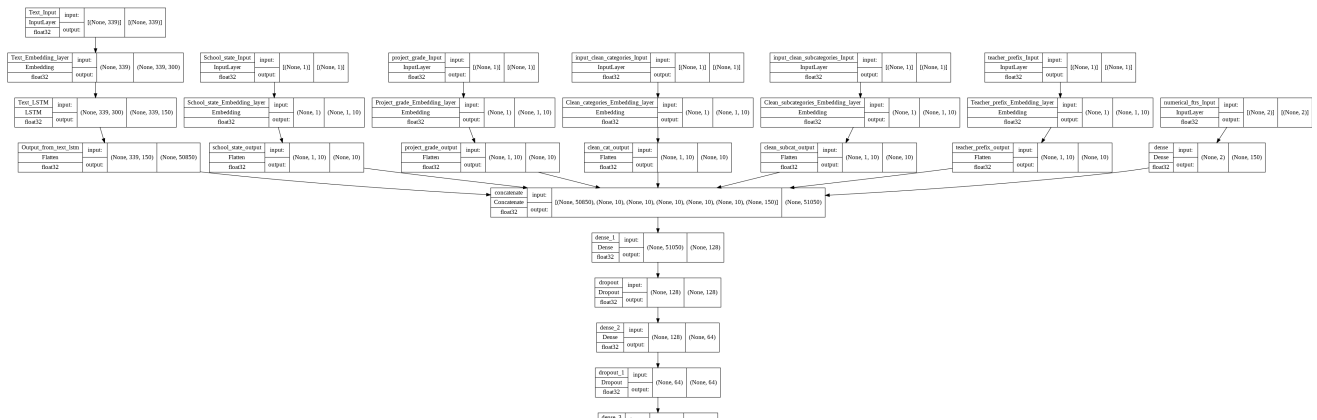 Text_Input input: [(None, 339)] [(None, 339)]
InputLayer
float32 output:
Text_Embedding_layer input: (None, 339) (None, 339, 300)
Embedding
float32 output:
School_state_Input input: [(None, 1)] [(None, 1)]
InputLayer
float32 output:
project_grade_Input input: [(None, 1)] [(None, 1)]
InputLayer
float32 output:
input_clean_categories_Input input: [(None, 1)] [(None, 1)]
InputLayer
float32 output:
input_clean_subcategories_Input input: [(None, 1)] [(None, 1)]
InputLayer
float32 output:
teacher_prefix_Input input: [(None, 1)] [(None, 1)]
InputLayer
float32 output:
Text_LSTM input: (None, 339, 300) (None, 339, 150)
LSTM
float32 output:
School_state_Embedding_layer input: (None, 1) (None, 1, 10)
Embedding
float32 output:
Project_grade_Embedding_layer input: (None, 1) (None, 1, 10)
Embedding
float32 output:
Clean_categories_Embedding_layer input: (None, 1) (None, 1, 10)
Embedding
float32 output:
Clean_subcategories_Embedding_layer input: (None, 1) (None, 1, 10)
Embedding
float32 output:
Teacher_prefix_Embedding_layer input: (None, 1) (None, 1, 10)
Embedding
float32 output:
numerical_ftrs_Input input: [(None, 2)] [(None, 2)]
InputLayer
float32 output:
Output_from_text_lstm input: (None, 339, 150) (None, 50850)
Flatten
float32 output:
school_state_output input: (None, 1, 10) (None, 10)
Flatten
float32 output:
project_grade_output input: (None, 1, 10) (None, 10)
Flatten
float32 output:
clean_cat_output input: (None, 1, 10) (None, 10)
Flatten
float32 output:
clean_subcat_output input: (None, 1, 10) (None, 10)
Flatten
float32 output:
teacher_prefix_output input: (None, 1, 10) (None, 10)
Flatten
float32 output:
dense input: (None, 2) (None, 150)
Dense
float32 output:
concatenate input: [(None, 50850), (None, 10), (None, 10), (None, 10), (None, 10), (None, 10), (None, 150)] (None, 51050)
Concatenate
float32 output:
dense_1 input: (None, 51050) (None, 128)
Dense
float32 output:
dropout input: (None, 128) (None, 128)
Dropout
float32 output:
dense_2 input: (None, 128) (None, 64)
Dense
float32 output:
dropout_1 input: (None, 64) (None, 64)
Dropout
float32 output: